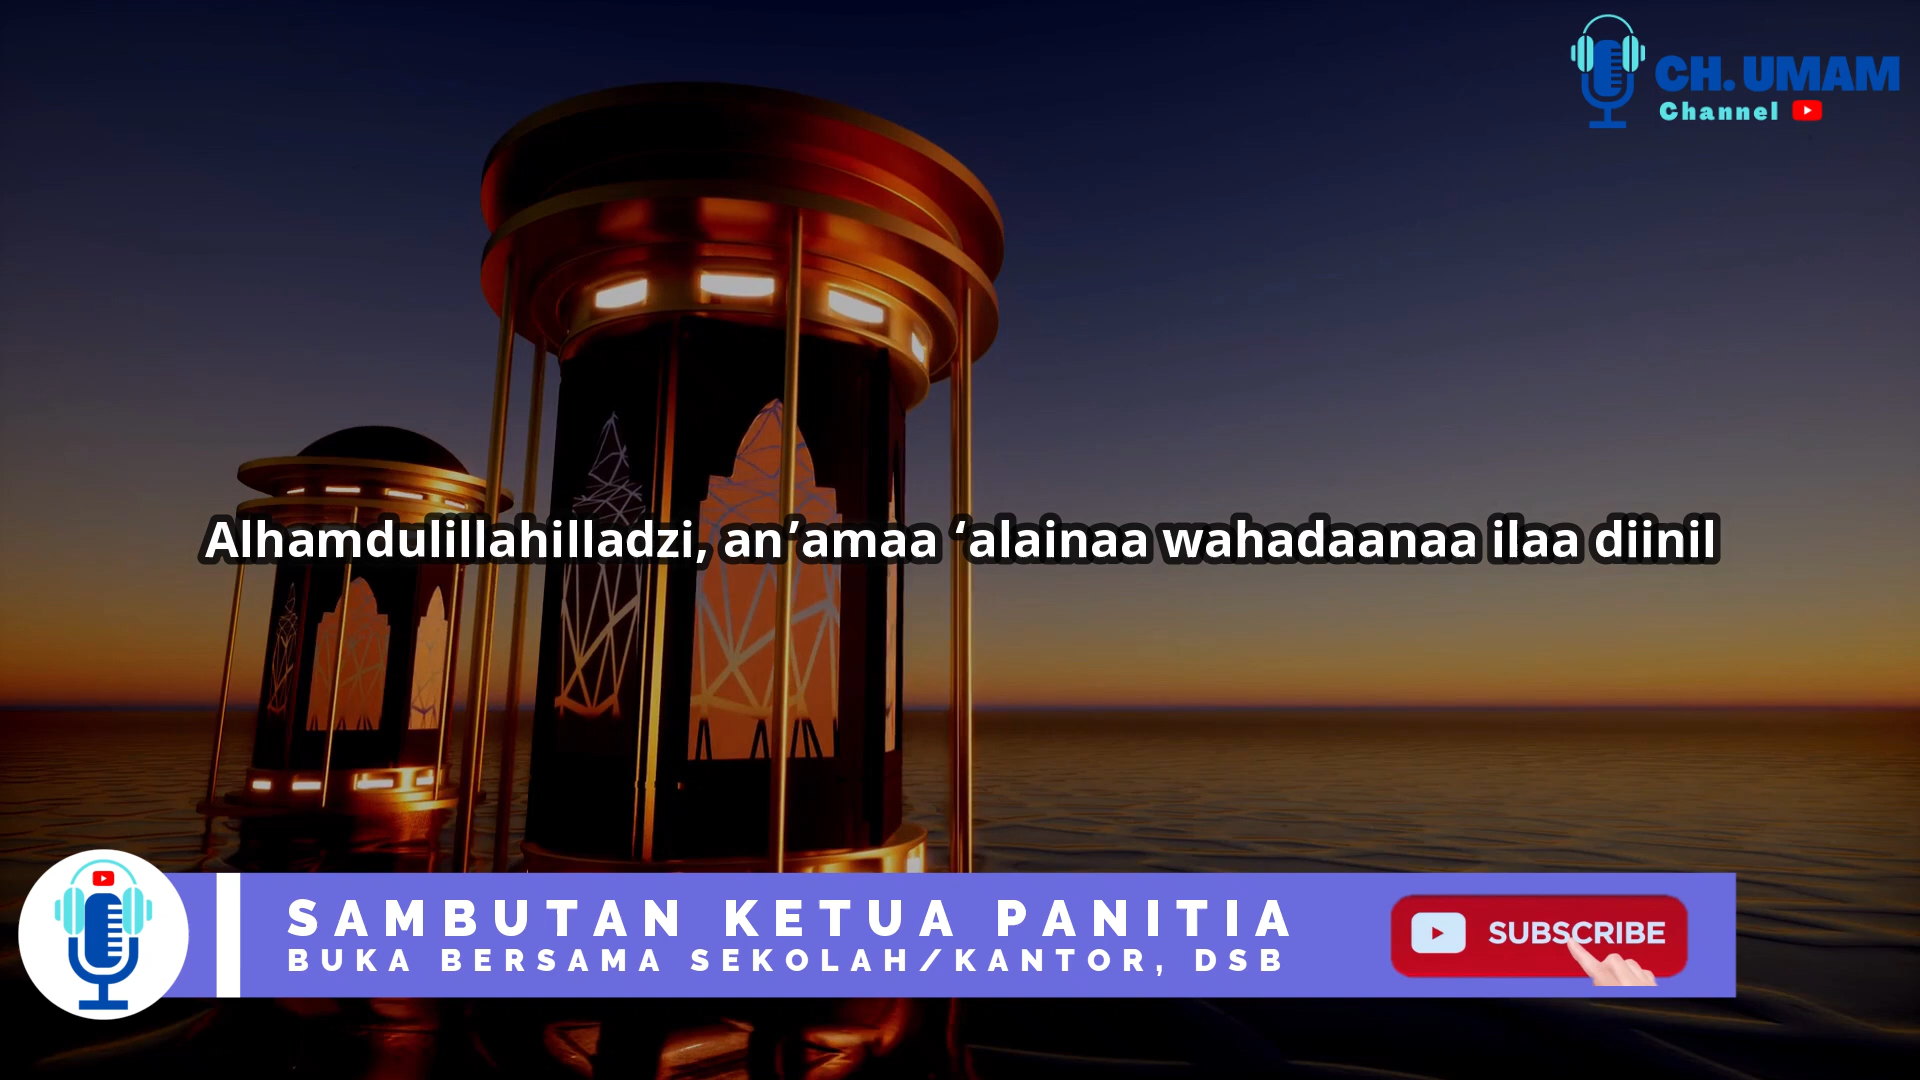 CH. UMAM
Channel
Alhamdulillahilladzi, an’amaa ‘alainaa wahadaanaa ilaa diinil
SAMBUTAN KETUA PANITIA
BUKA BERSAMA SEKOLAH/KANTOR, DSB
SUBSCRIBE